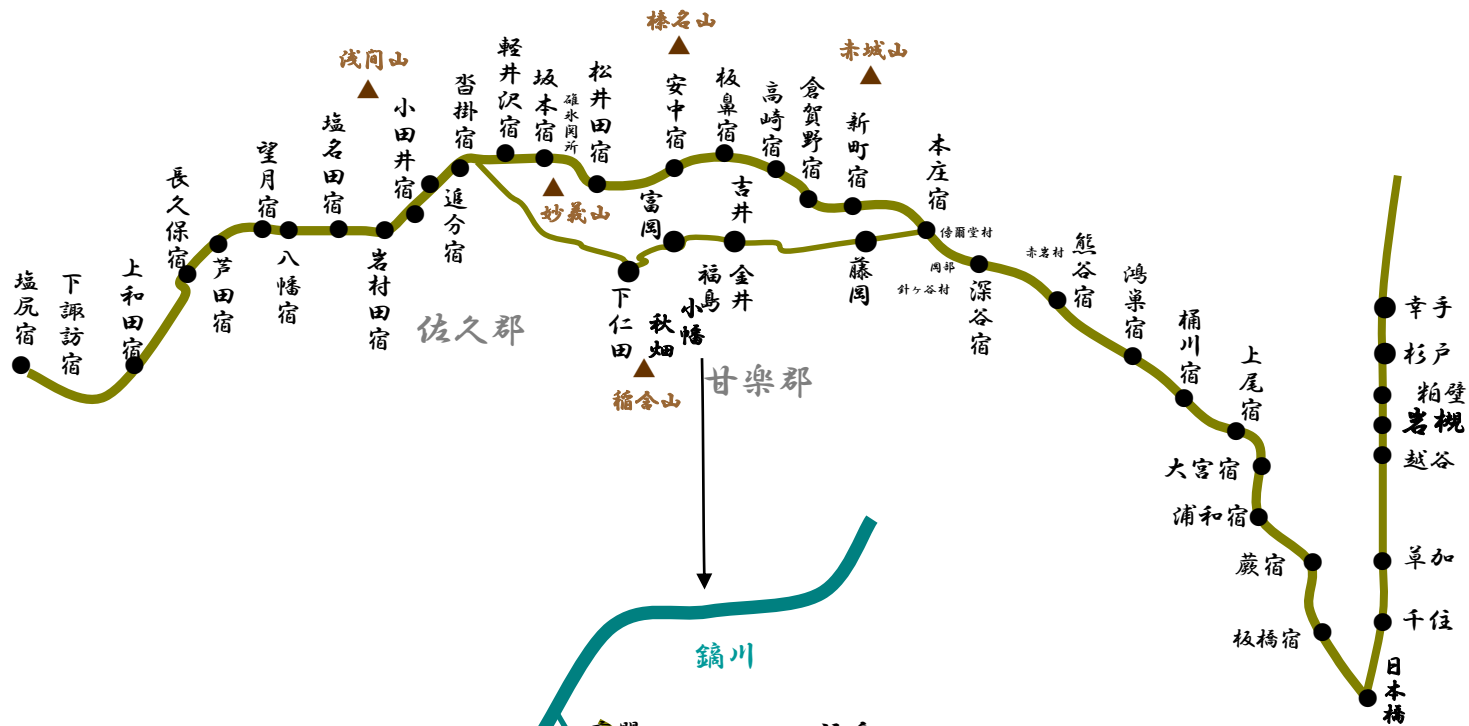 榛名山
赤城山
浅间山
妙義山
稲含山
塩尻宿
下諏訪宿
上和田宿
長久保宿
芦田宿
望月宿
八幡宿
塩名田宿
岩村田宿
小田井宿
追分宿
沓掛宿
軽井沢宿
坂本宿
碓氷関所
松井田宿
安中宿
板鼻宿
高崎宿
倉賀野宿
新町宿
本庄宿
傍爾堂村
岡部
針ヶ谷村
深谷宿
赤岩村
熊谷宿
鴻巣宿
桶川宿
上尾宿
大宮宿
浦和宿
蕨宿
板橋宿
日本橋
千住
草加
越谷
岩槻
粕壁
杉戸
幸手
富岡
吉井
福島
金井
藤岡
下仁田
秋畑
小幡
佐久郡
甘楽郡
鏑川